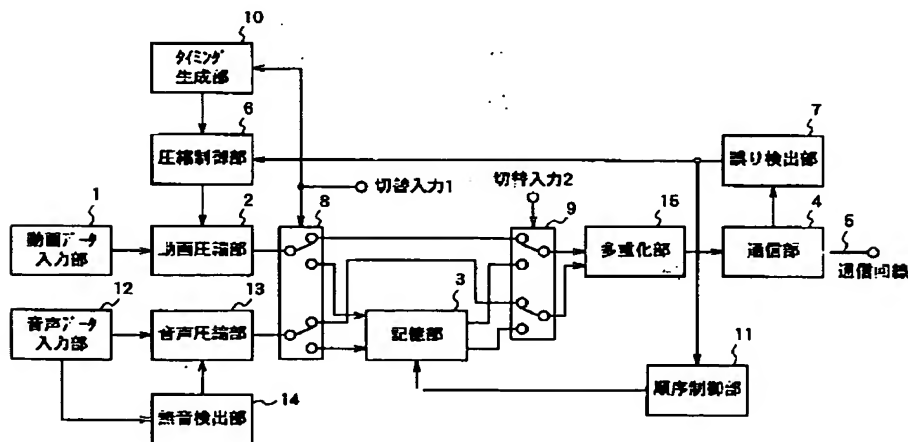 10
タイミング
生成部
6
圧縮制御部
7
誤り検出部
切替入力1
切替入力2
1
動画データ
入力部
2
動画圧縮部
8
9
15
多重化部
4
通信部
5
通信回線
12
音声データ
入力部
13
音声圧縮部
3
記憶部
11
順序制御部
14
無音検出部